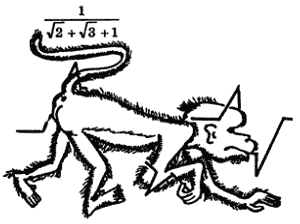 1/(√2 + √3 + 1)